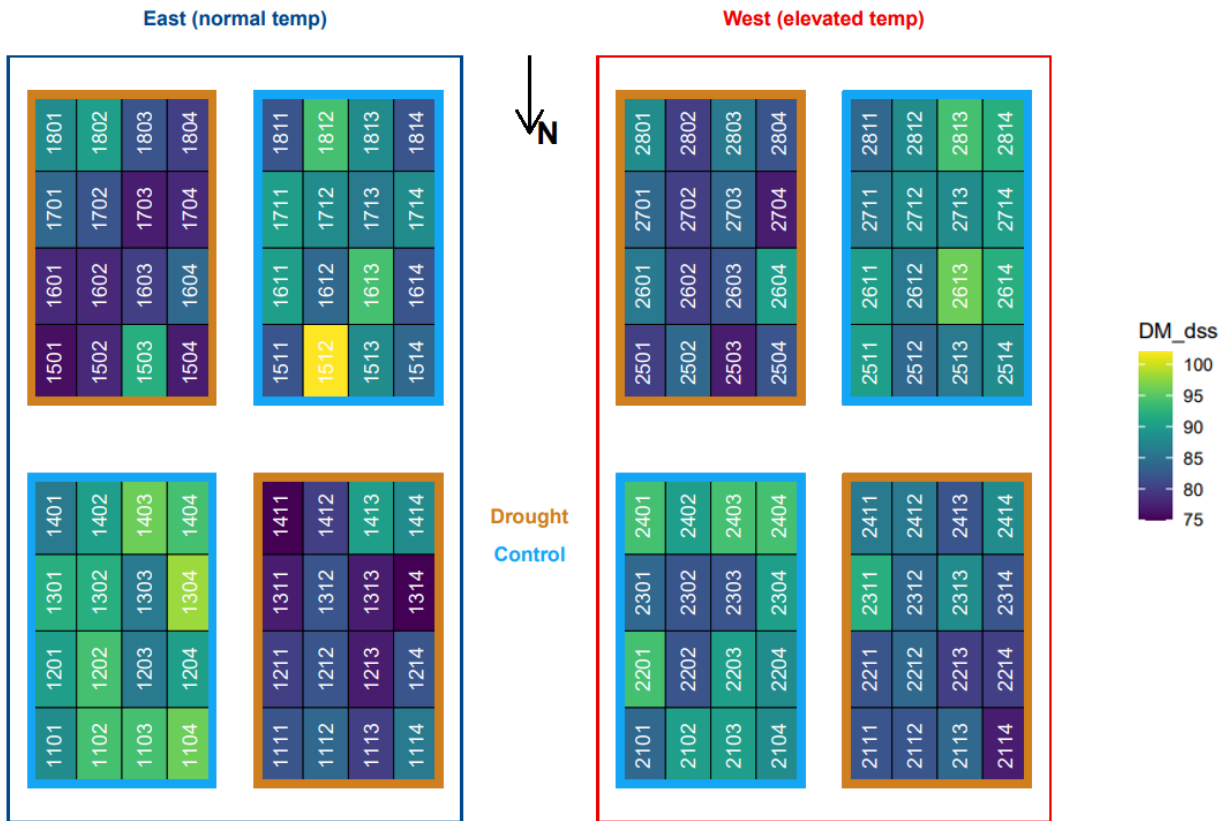 East (normal temp)
West (elevated temp)
N
1801 1802 1803 1804
1701 1702 1703 1704
1601 1602 1603 1604
1501 1502 1503 1504
1811 1812 1813 1814
1711 1712 1713 1714
1611 1612 1613 1614
1511 1512 1513 1514
2801 2802 2803 2804
2701 2702 2703 2704
2601 2602 2603 2604
2501 2502 2503 2504
2811 2812 2813 2814
2711 2712 2713 2714
2611 2612 2613 2614
2511 2512 2513 2514
1401 1402 1403 1404
1301 1302 1303 1304
1201 1202 1203 1204
1101 1102 1103 1104
1411 1412 1413 1414
1311 1312 1313 1314
1211 1212 1213 1214
1111 1112 1113 1114
Drought
Control
2401 2402 2403 2404
2301 2302 2303 2304
2201 2202 2203 2204
2101 2102 2103 2104
2411 2412 2413 2414
2311 2312 2313 2314
2211 2212 2213 2214
2111 2112 2113 2114
DM_dss
100
95
90
85
80
75